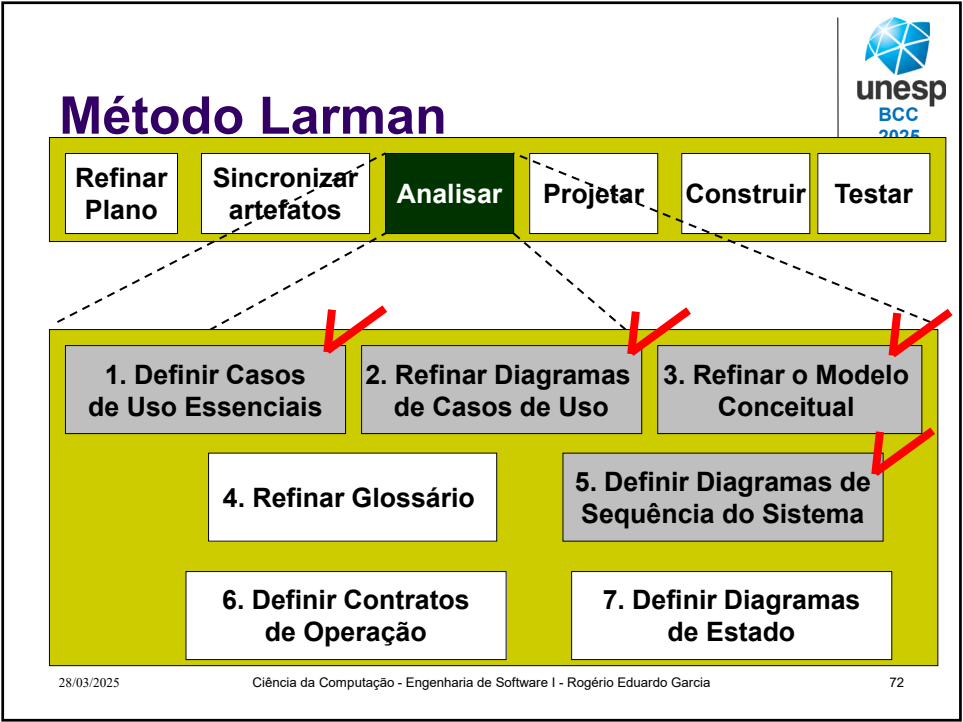 unesp
BCC
2025
Método Larman
Refinar
Plano
Sincronizar
artefatos
Analisar
Projetar
Construir
Testar
1. Definir Casos
de Uso Essenciais
2. Refinar Diagramas
de Casos de Uso
3. Refinar o Modelo
Conceitual
4. Refinar Glossário
5. Definir Diagramas de
Sequência do Sistema
6. Definir Contratos
de Operação
7. Definir Diagramas
de Estado
28/03/2025
Ciência da Computação - Engenharia de Software I - Rogério Eduardo Garcia
72